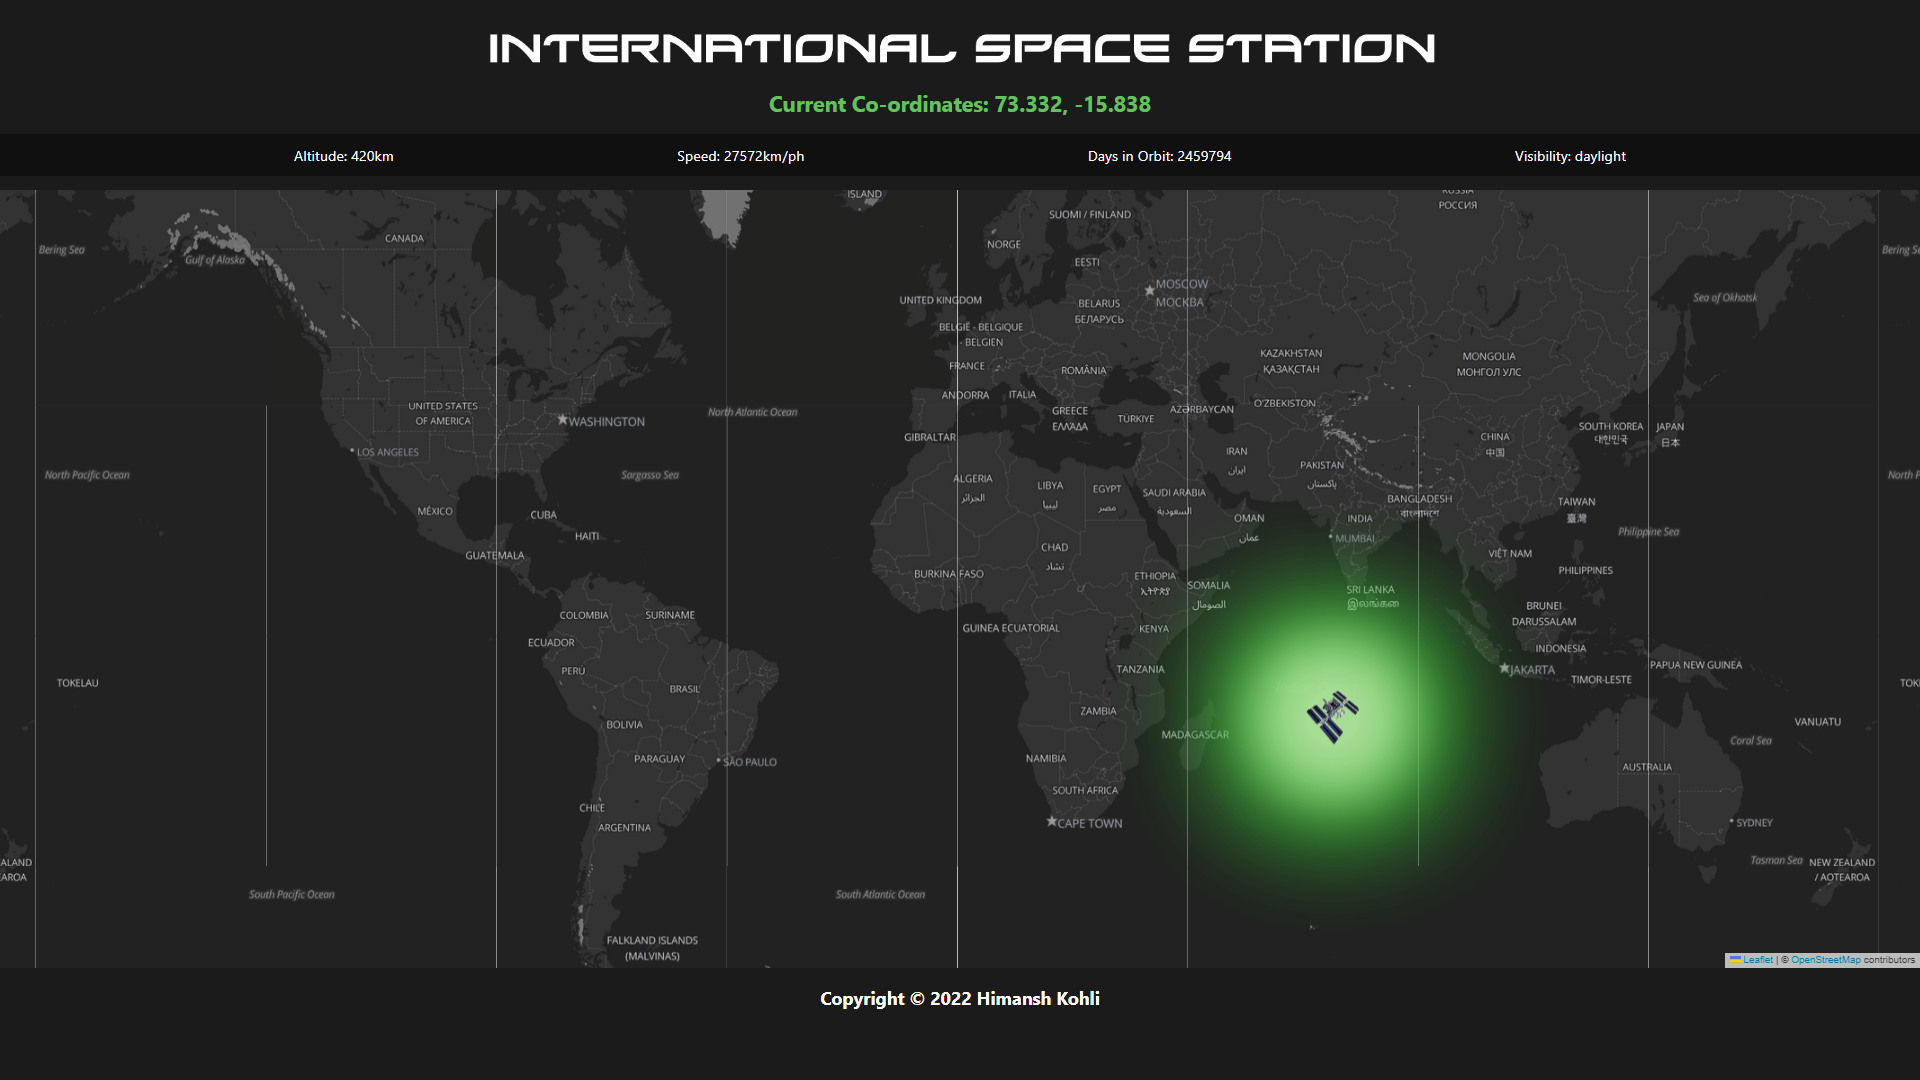 INTERNATIONAL SPACE STATION
Current Co-ordinates: 73.332, -15.838
Altitude: 420km
Speed: 27572km/ph
Days in Orbit: 2459794
Visibility: daylight
ISLAND
RUSSIA
РОССИЯ
SUOMI / FINLAND
CANADA
NORGE
Bering Sea
Bering Se
Gulf of Alaska
EESTI
MOSCOW
МОСКВА
Sea of Okhotsk
UNITED KINGDOM
BELARUS
БЕЛАРУСЬ
BELGIË - BELGIQUE
- BELGIEN
KAZAKHSTAN
ҚАЗАҚСТАН
MONGOLIA
МОНГОЛ УЛС
FRANCE
ROMÂNIA
ANDORRA
ITALIA
O'ZBEKISTON
UNITED STATES
OF AMERICA
North Atlantic Ocean
GREECE
ΕΛΛΆΔΑ
AZƏRBAYCAN
TÜRKIYE
WASHINGTON
SOUTH KOREA
대한민국
JAPAN
日本
GIBRALTAR
CHINA
中国
LOS ANGELES
IRAN
ایران
PAKISTAN
پاکستان
North Pacific Ocean
Sargasso Sea
ALGERIA
الجزائر
LIBYA
ليبيا
EGYPT
مصر
SAUDI ARABIA
السعودية
BANGLADESH
বাংলাদেশ
North P
TAIWAN
臺灣
MÉXICO
CUBA
OMAN
عمان
INDIA
MUMBAI
Philippine Sea
HAITI
GUATEMALA
CHAD
تشاد
VIỆT NAM
BURKINA FASO
ETHIOPIA
ኢትዮጵያ
PHILIPPINES
SOMALIA
الصومال
SRI LANKA
இலங்கை
COLOMBIA
SURINAME
BRUNEI
DARUSSALAM
GUINEA ECUATORIAL
KENYA
ECUADOR
INDONESIA
PERÚ
TANZANIA
JAKARTA
PAPUA NEW GUINEA
TOKELAU
TIMOR-LESTE
TOK
BRASIL
ZAMBIA
BOLIVIA
VANUATU
MADAGASCAR
Coral Sea
PARAGUAY
SÃO PAULO
NAMIBIA
AUSTRALIA
SOUTH AFRICA
CHILE
ARGENTINA
CAPE TOWN
SYDNEY
ALAND
AROA
Tasman Sea
NEW ZEALAND
/ AOTEAROA
South Pacific Ocean
South Atlantic Ocean
FALKLAND ISLANDS
(MALVINAS)
Leaflet | © OpenStreetMap contributors
Copyright © 2022 Himansh Kohli